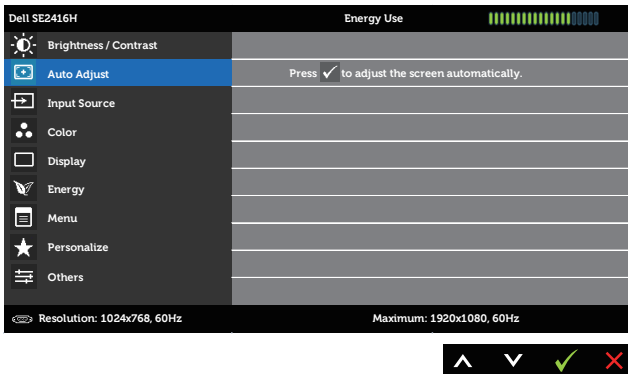 Dell SE2416H Energy Use
Brightness / Contrast
Auto Adjust Press to adjust the screen automatically.
Input Source
Color
Display
Energy
Menu
Personalize
Others
Resolution: 1024x768, 60Hz Maximum: 1920x1080, 60Hz